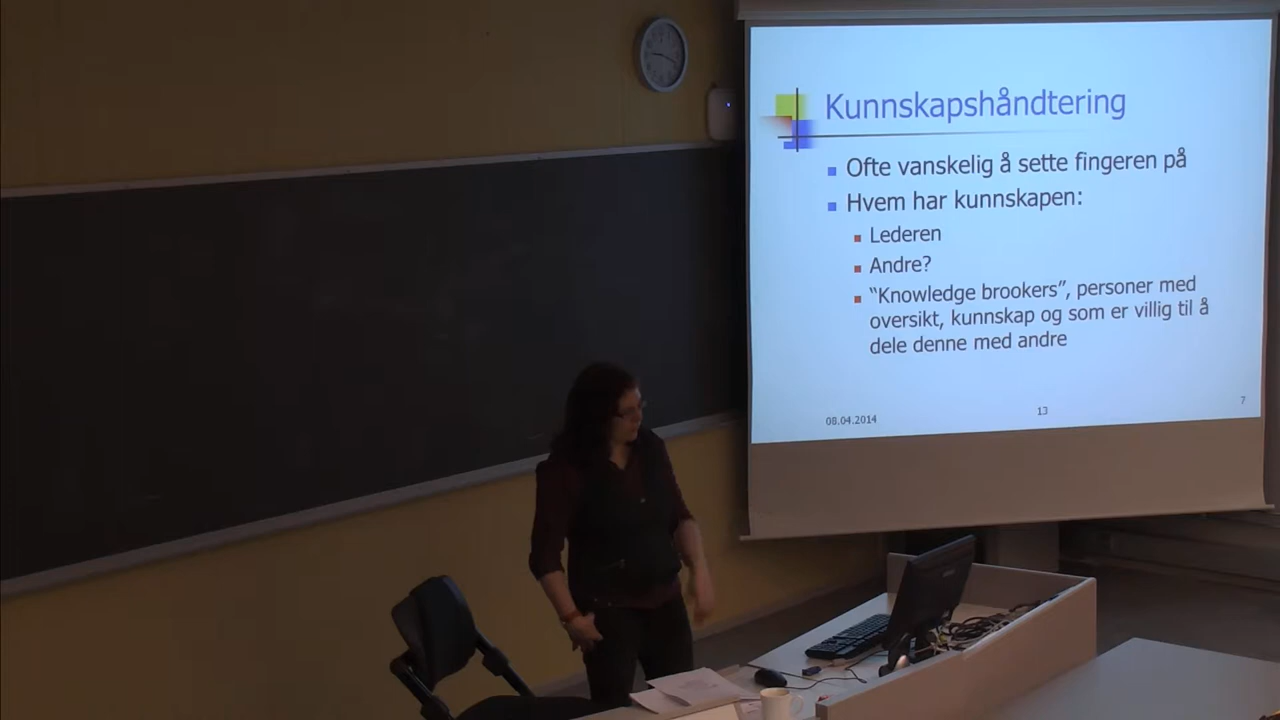 Kunnskapshåndtering
Ofte vanskelig å sette fingeren på
Hvem har kunnskapen:
Lederen
Andre?
“Knowledge brookers”, personer med
oversikt, kunnskap og som er villig til å
dele denne med andre
08.04.2014
13
7